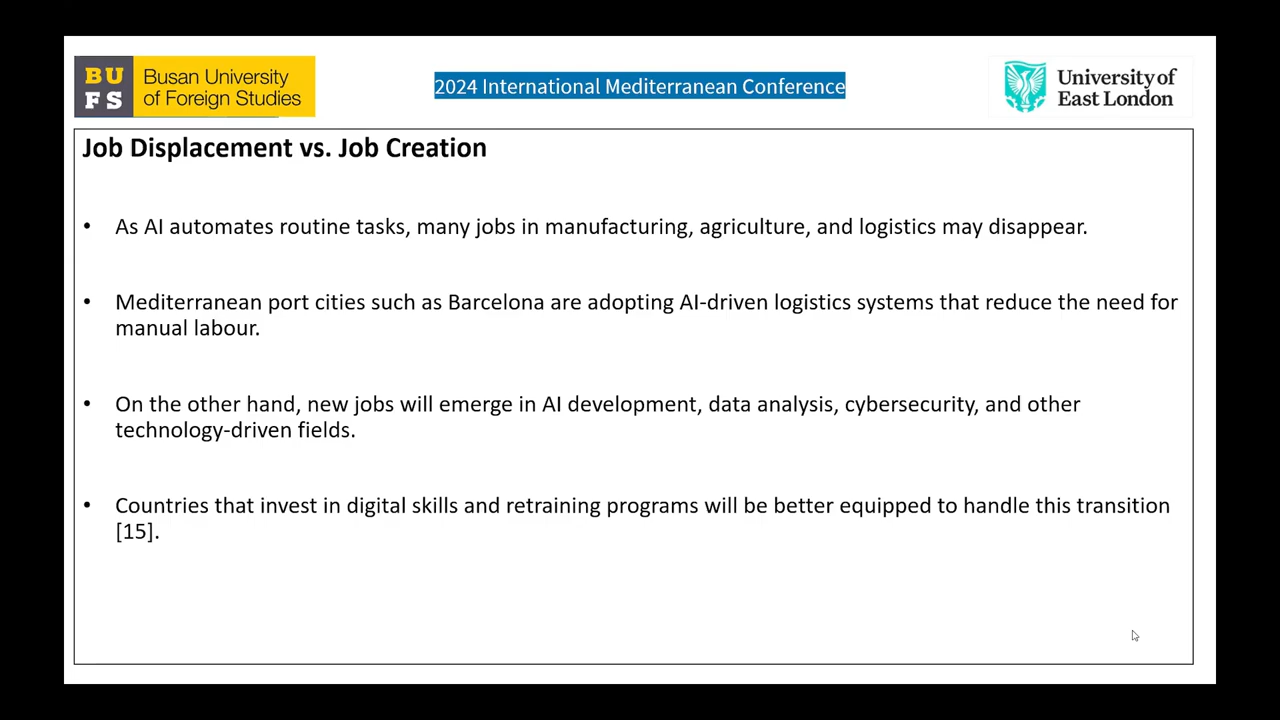 BU
FS
Busan University
of Foreign Studies
2024 International Mediterranean Conference
University of
East London
Job Displacement vs. Job Creation
• As AI automates routine tasks, many jobs in manufacturing, agriculture, and logistics may disappear.
• Mediterranean port cities such as Barcelona are adopting AI-driven logistics systems that reduce the need for
manual labour.
• On the other hand, new jobs will emerge in AI development, data analysis, cybersecurity, and other
technology-driven fields.
• Countries that invest in digital skills and retraining programs will be better equipped to handle this transition
[15].